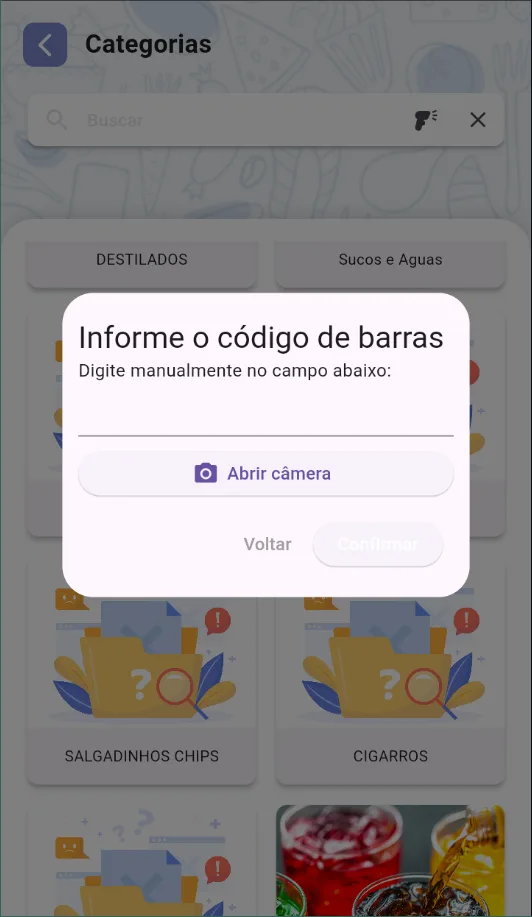 Categorias
Buscar
DESTILADOS
Sucos e Aguas
Informe o código de barras
Digite manualmente no campo abaixo:
Abrir câmera
Voltar
Confirmar
SALGADINHOS CHIPS
CIGARROS